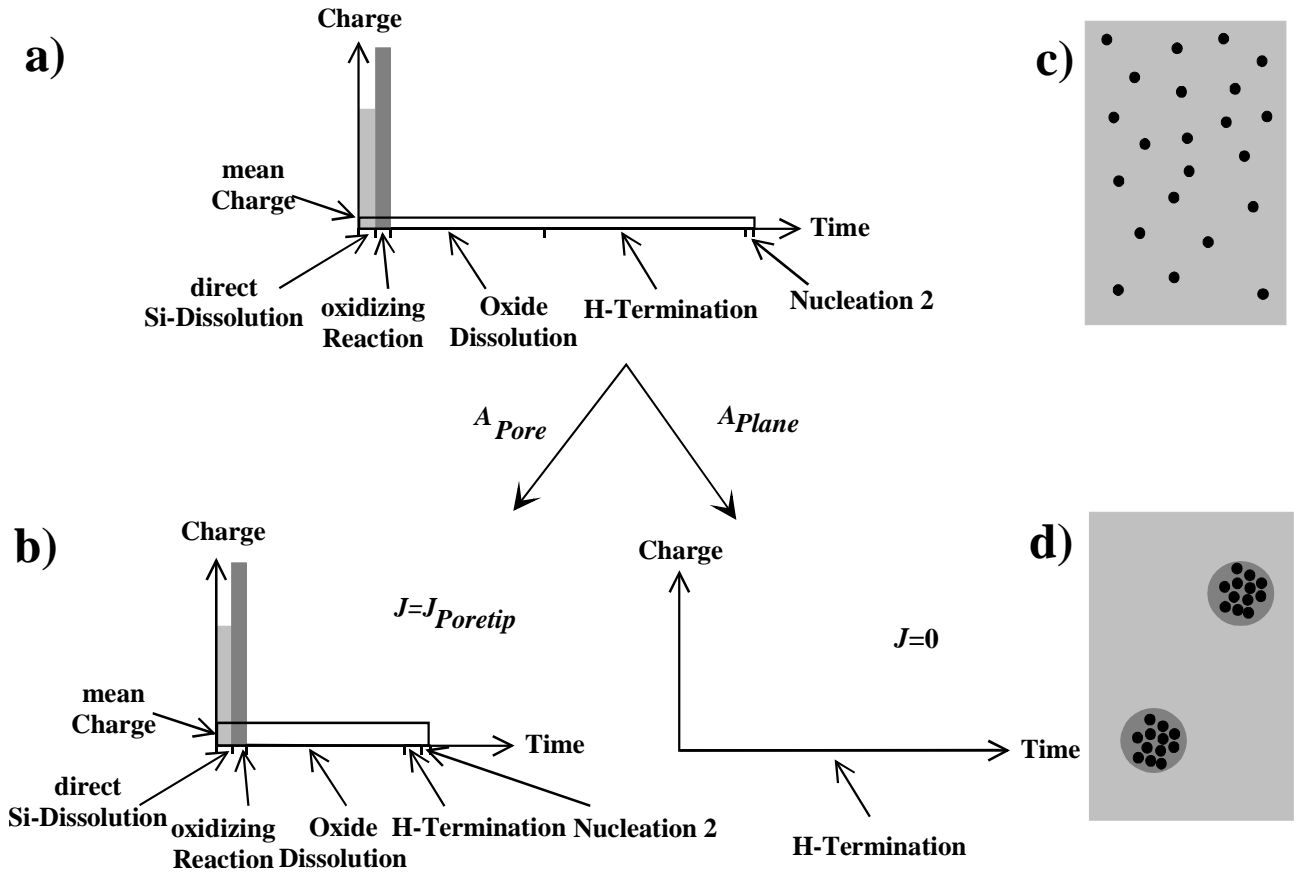 a)
Charge
mean
Charge
Time
direct
Si-Dissolution
oxidizing
Reaction
Oxide
Dissolution
H-Termination
Nucleation 2
c)
A Pore
A Plane
b)
Charge
J=J Poretip
mean
Charge
Time
direct
Si-Dissolution
oxidizing
Reaction
Oxide
Dissolution
H-Termination
Nucleation 2
Charge
J=0
Time
H-Termination
d)